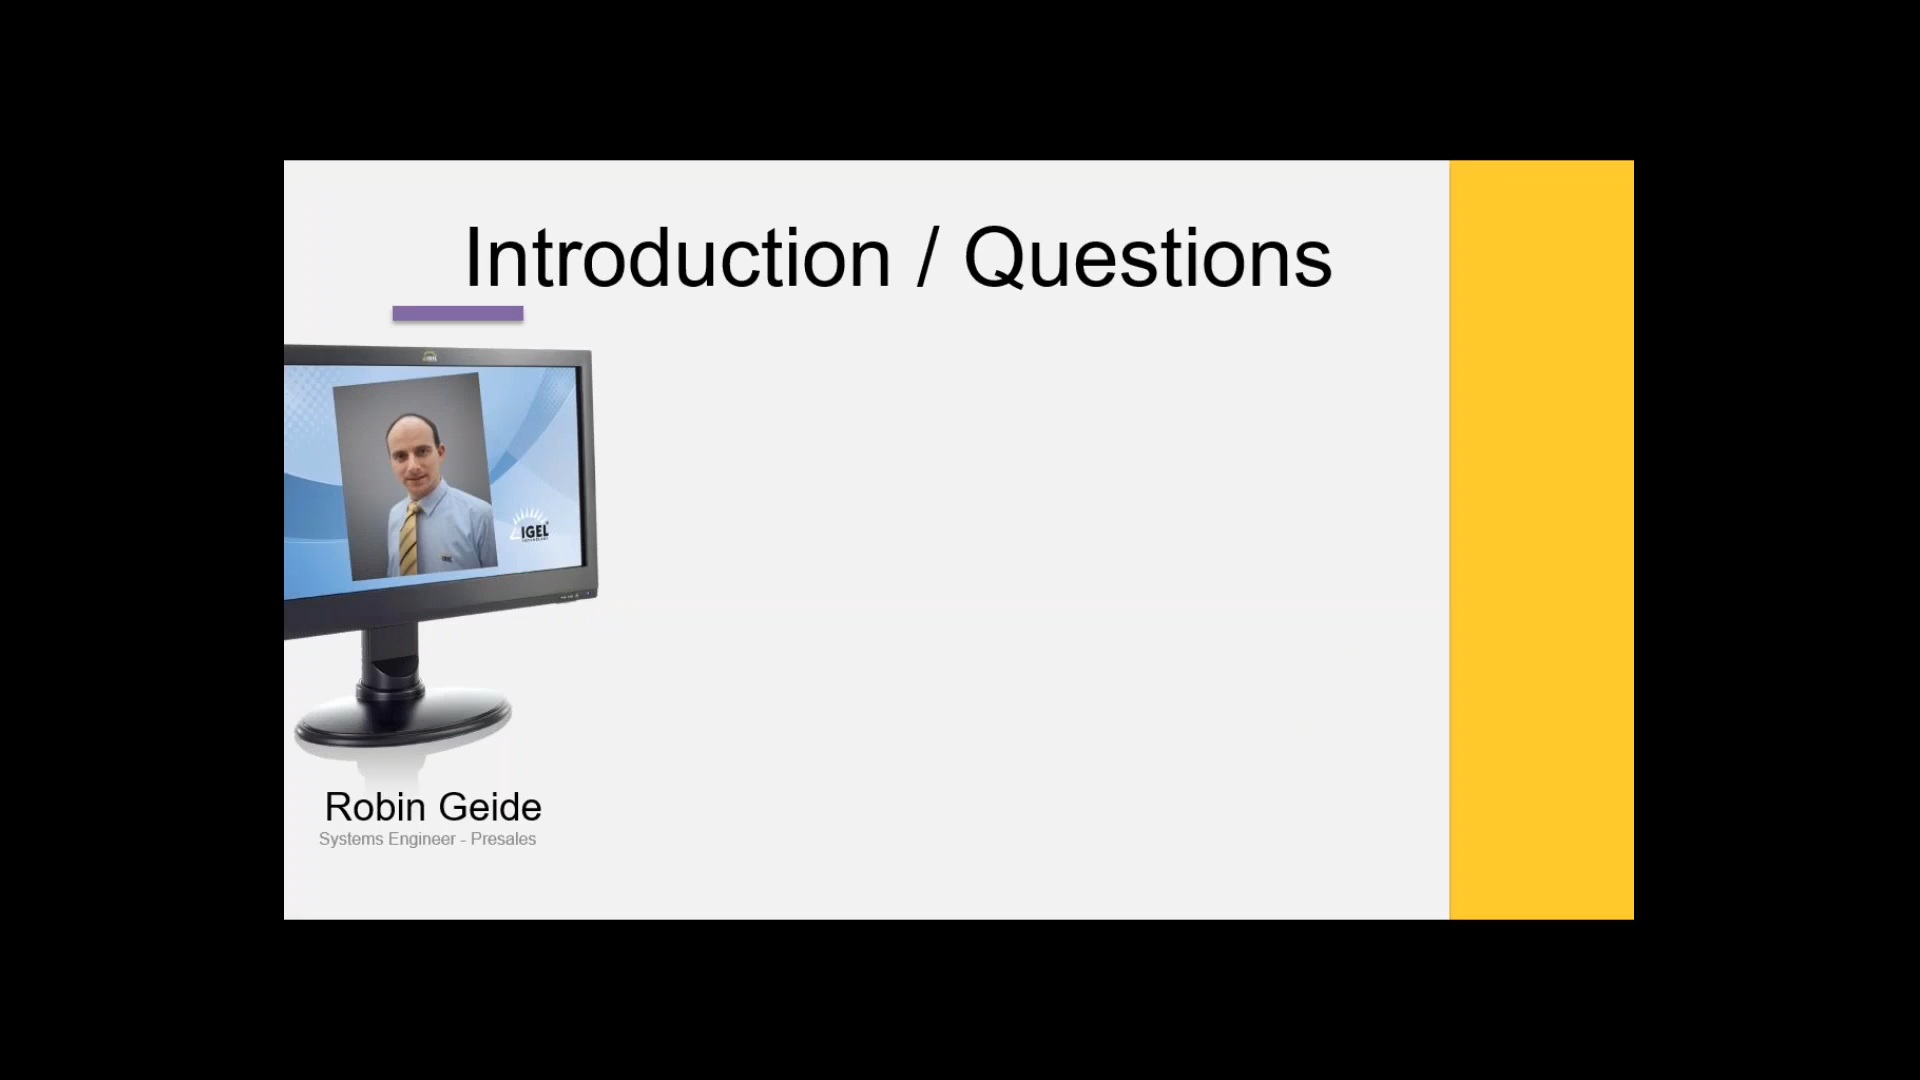 Introduction / Questions
IGEL
Robin Geide
Systems Engineer - Presales